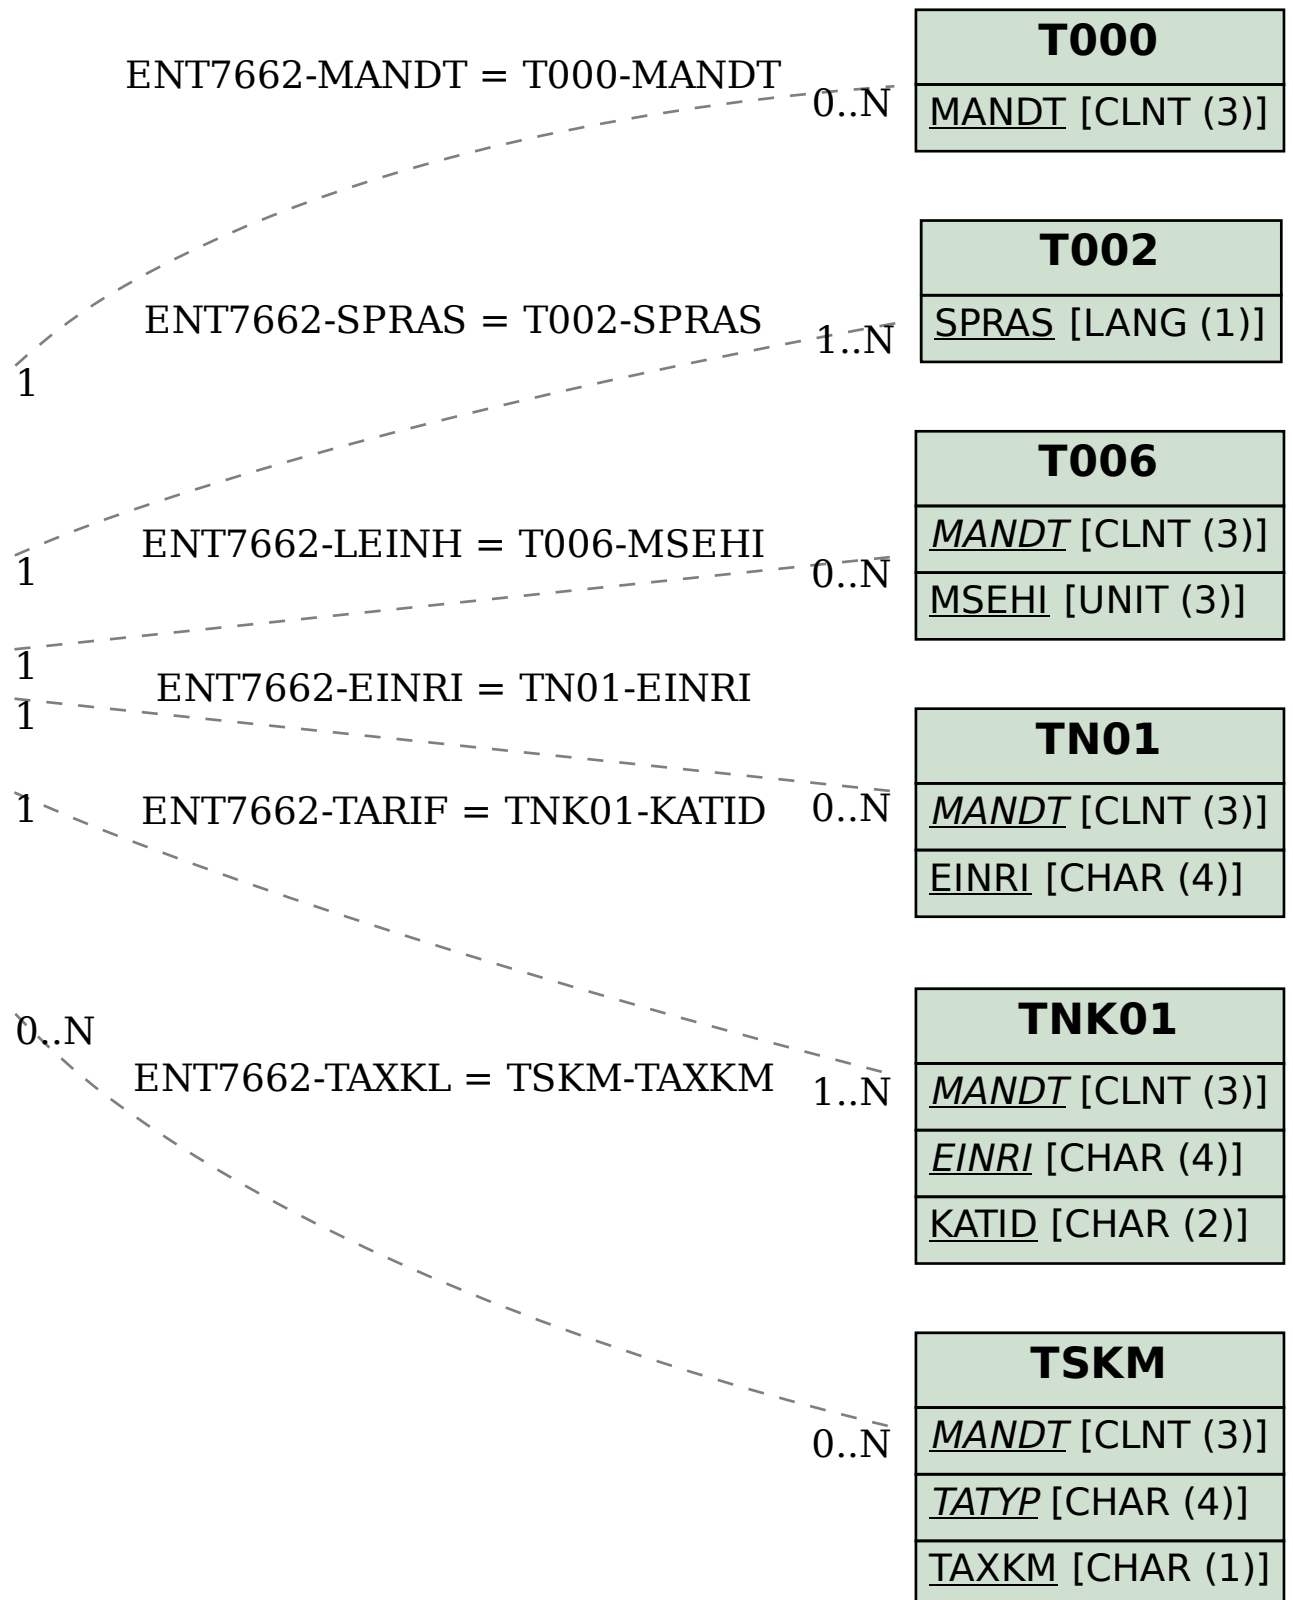 T000
ENT7662-MANDT = T000-MANDT
0..N
MANDT [CLNT (3)]
T002
ENT7662-SPRAS = T002-SPRAS
1..N
SPRAS [LANG (1)]
1
T006
ENT7662-LEINH = T006-MSEHI
MANDT [CLNT (3)]
1
0..N
MSEHI [UNIT (3)]
1
ENT7662-EINRI = TN01-EINRI
1
TN01
1
ENT7662-TARIF = TNK01-KATID
0..N
MANDT [CLNT (3)]
EINRI [CHAR (4)]
TNK01
0..N
ENT7662-TAXKL = TSKM-TAXKM
1..N
MANDT [CLNT (3)]
EINRI [CHAR (4)]
KATID [CHAR (2)]
TSKM
0..N
MANDT [CLNT (3)]
TATYP [CHAR (4)]
TAXKM [CHAR (1)]